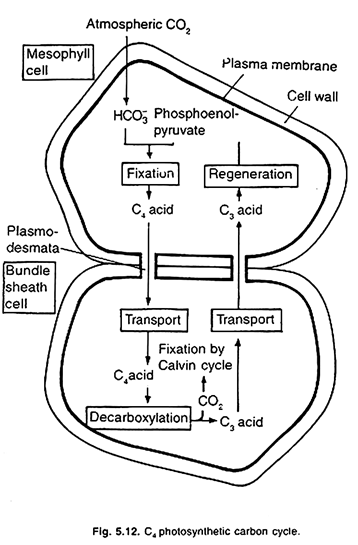 Atmospheric CO₂
Mesophyll
cell
Plasma membrane
Cell wall
HCO₃⁻ Phosphoenol-
pyruvate
Fixation
Regeneration
C₄ acid
C₃ acid
Plasmo-
desmata
Bundle
sheath
cell
Transport
Transport
Fixation by
Calvin cycle
C₄acid
CO₂
Decarboxylation
C₃ acid
Fig. 5.12. C₄ photosynthetic carbon cycle.